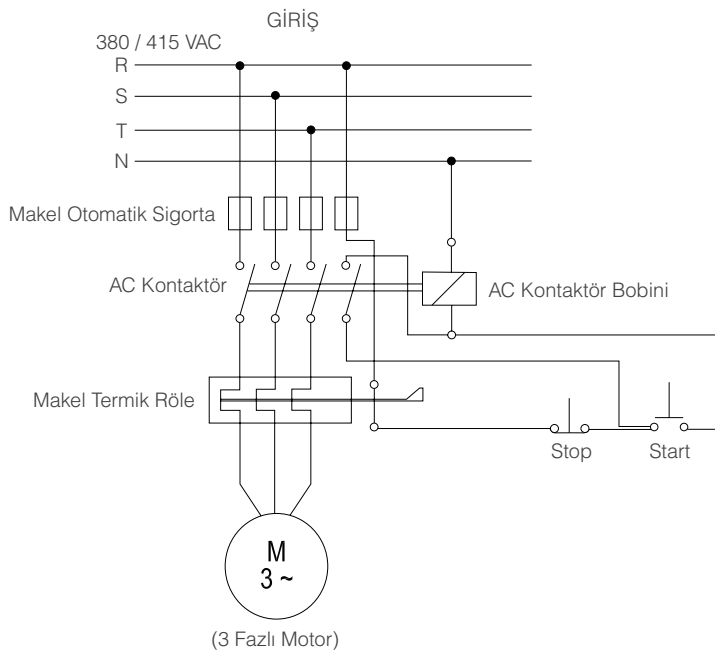 GİRİŞ
380 / 415 VAC
R
S
T
N
Makel Otomatik Sigorta
AC Kontaktör
AC Kontaktör Bobini
Makel Termik Röle
Stop
Start
M
3 ~
(3 Fazlı Motor)